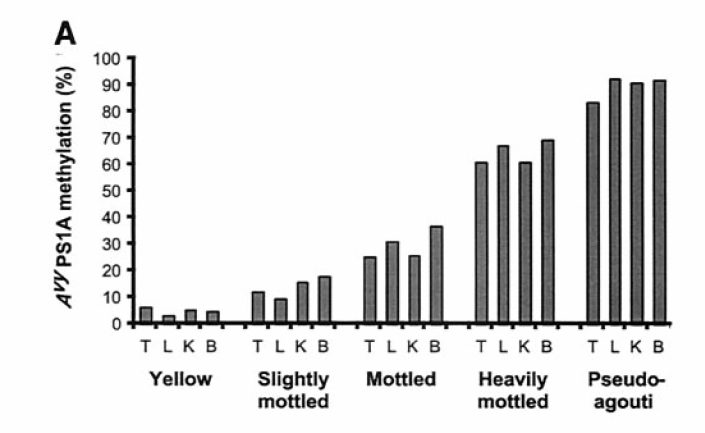 A
A^vy PS1A methylation (%)
100
90
80
70
60
50
40
30
20
10
0
T L K B T L K B T L K B T L K B T L K B
Yellow Slightly Mottled Heavily Pseudo-
mottled mottled agouti